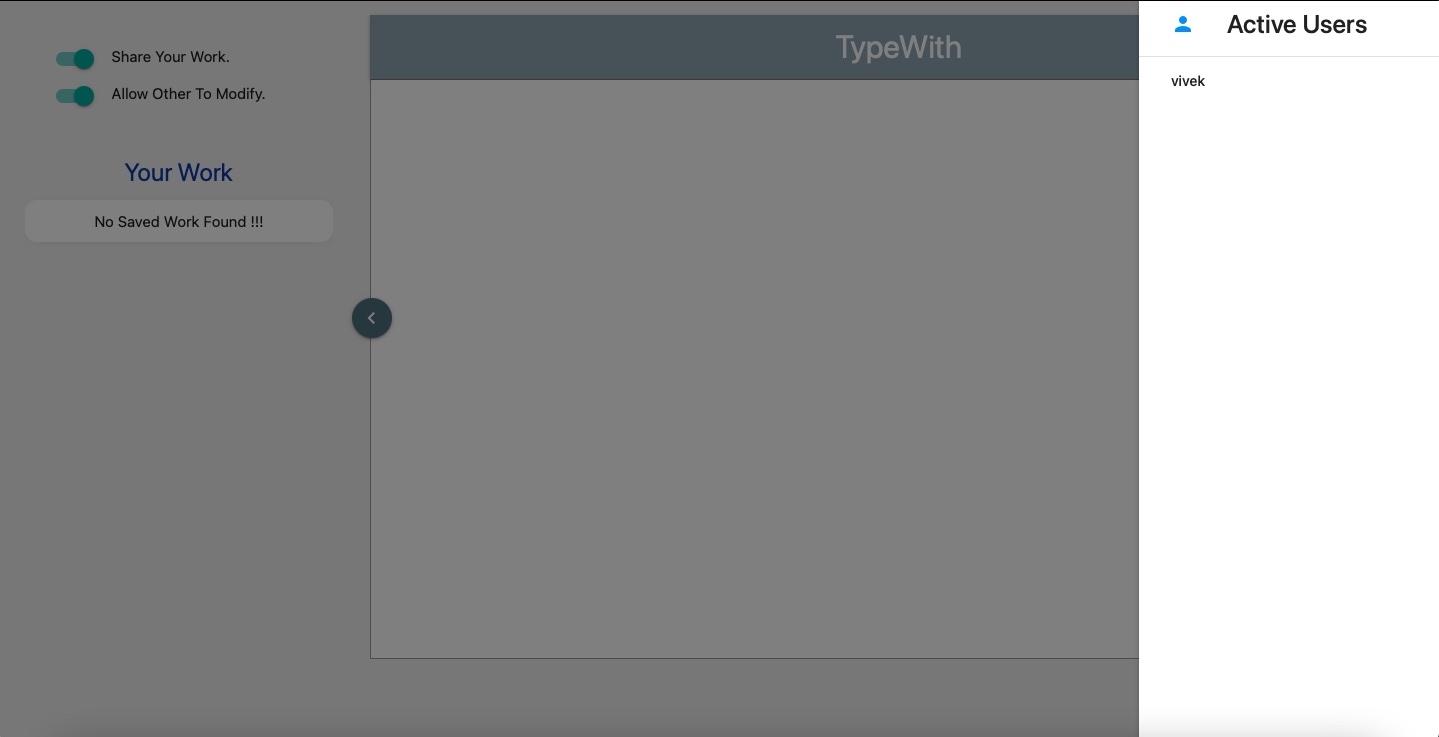 Share Your Work.
Allow Other To Modify.
Your Work
No Saved Work Found !!!
TypeWith
Active Users
vivek